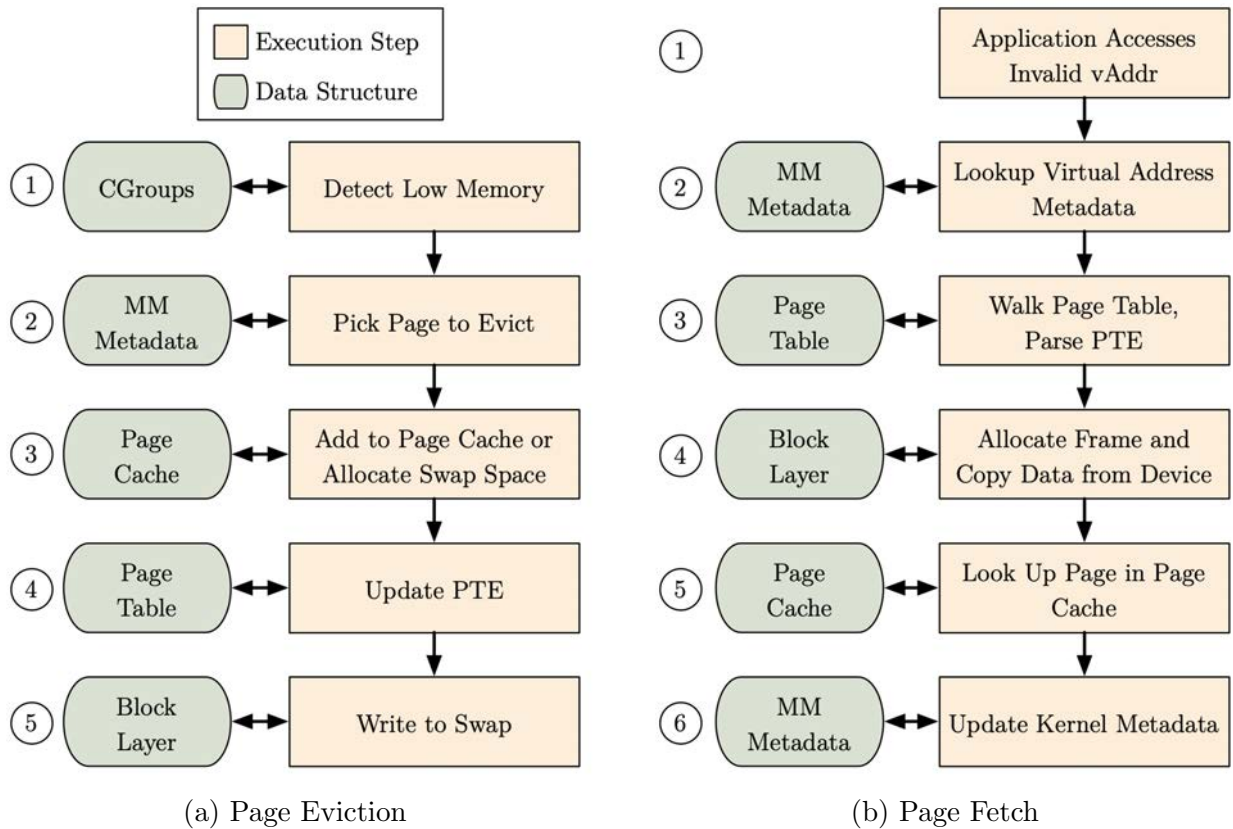 Execution Step
Data Structure
1
CGroups
Detect Low Memory
2
MM
Metadata
Pick Page to Evict
3
Page
Cache
Add to Page Cache or
Allocate Swap Space
4
Page
Table
Update PTE
5
Block
Layer
Write to Swap
(a) Page Eviction
1
Application Accesses
Invalid vAddr
2
MM
Metadata
Lookup Virtual Address
Metadata
3
Page
Table
Walk Page Table,
Parse PTE
4
Block
Layer
Allocate Frame and
Copy Data from Device
5
Page
Cache
Look Up Page in Page
Cache
6
MM
Metadata
Update Kernel Metadata
(b) Page Fetch